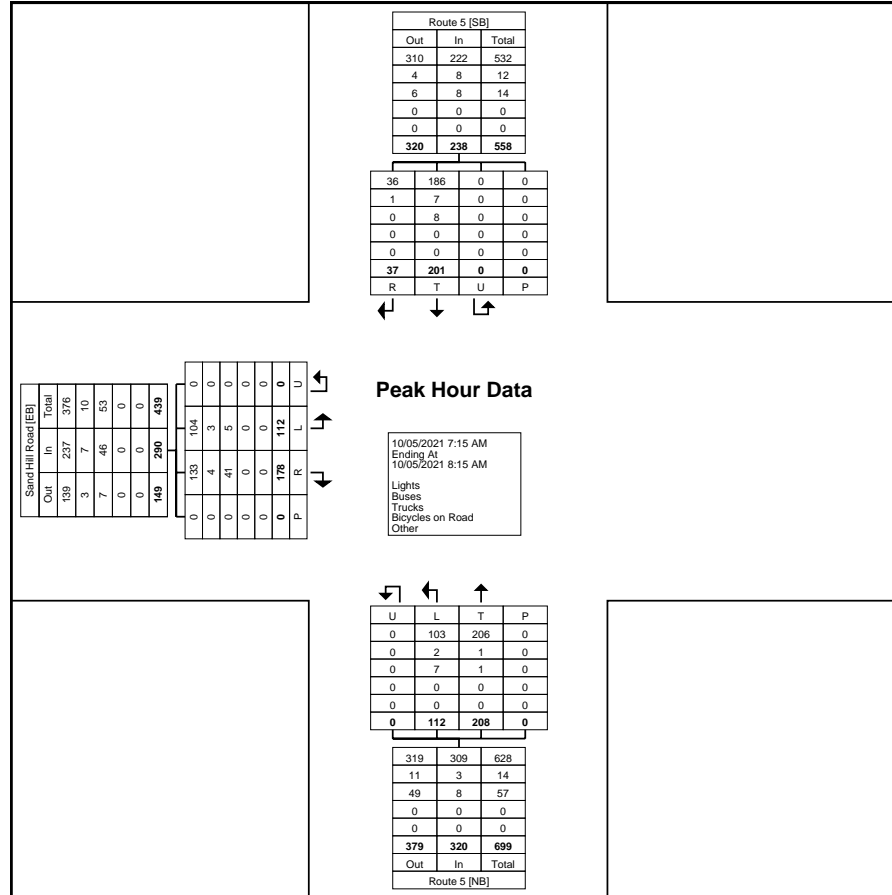 Route 5 [SB]
Out In Total
310 222 532
4 8 12
6 8 14
0 0 0
0 0 0
320 238 558
36 186 0 0
1 7 0 0
0 8 0 0
0 0 0 0
0 0 0 0
37 201 0 0
R T U P
Peak Hour Data
10/05/2021 7:15 AM
Ending At
10/05/2021 8:15 AM
Lights
Buses
Trucks
Bicycles on Road
Other
Sand Hill Road [EB]
Out In Total
139 237 376
3 7 10
7 46 53
0 0 0
0 0 0
149 290 439
0 133 104 0
0 4 3 0
0 41 5 0
0 0 0 0
0 0 0 0
0 178 112 0
P R L U
U L T P
0 103 206 0
0 2 1 0
0 7 1 0
0 0 0 0
0 0 0 0
0 112 208 0
319 309 628
11 3 14
49 8 57
0 0 0
0 0 0
379 320 699
Out In Total
Route 5 [NB]